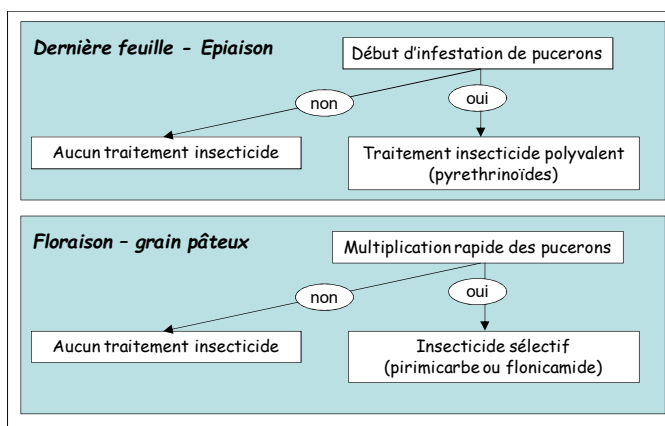 Dernière feuille - Epiaison
Début d'infestation de pucerons
non
oui
Aucun traitement insecticide
Traitement insecticide polyvalent
(pyrethrinoïdes)
Floraison – grain pâteux
Multiplication rapide des pucerons
non
oui
Aucun traitement insecticide
Insecticide sélectif
(pirimicarbe ou flonicamide)